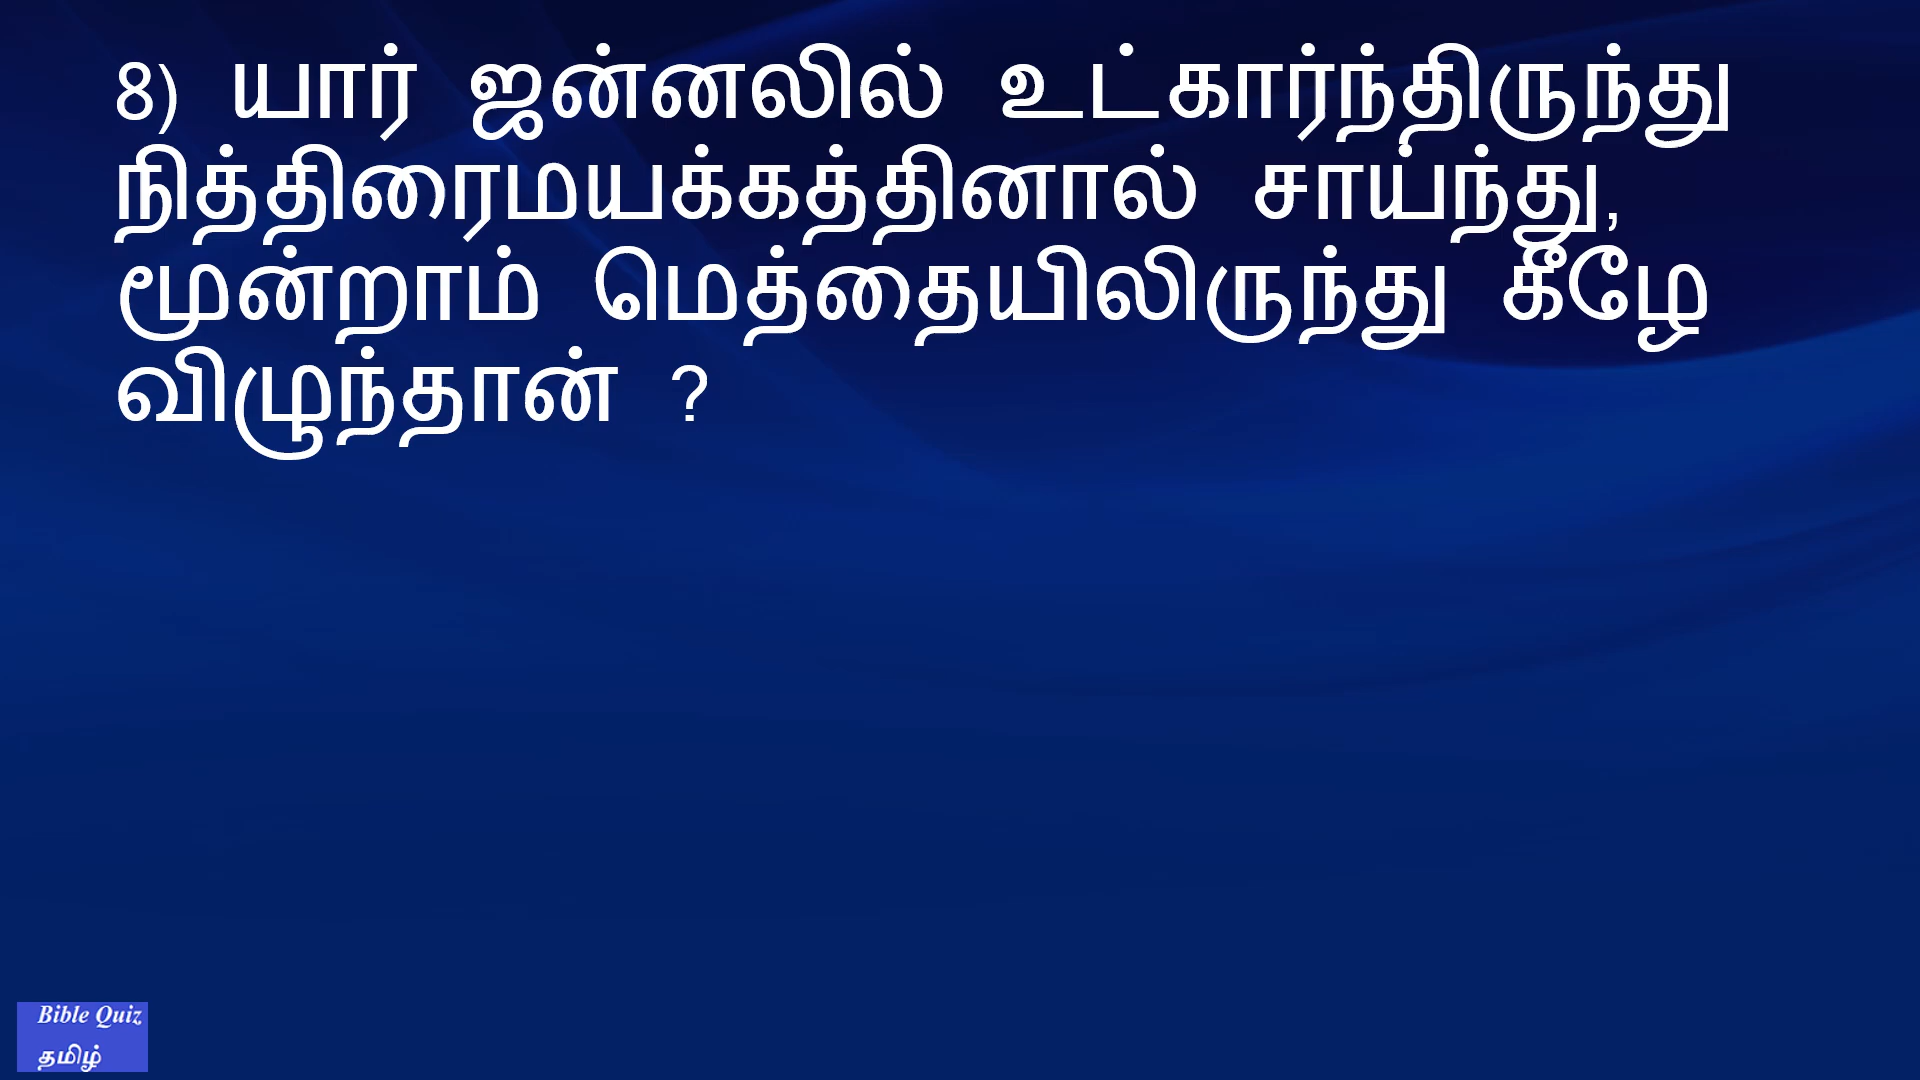 8) யார் ஜன்னலில் உட்கார்ந்திருந்து
நித்திரைமயக்கத்தினால் சாய்ந்து,
மூன்றாம் மெத்தையிலிருந்து கீழே
விழுந்தான் ?
Bible Quiz
தமிழ்